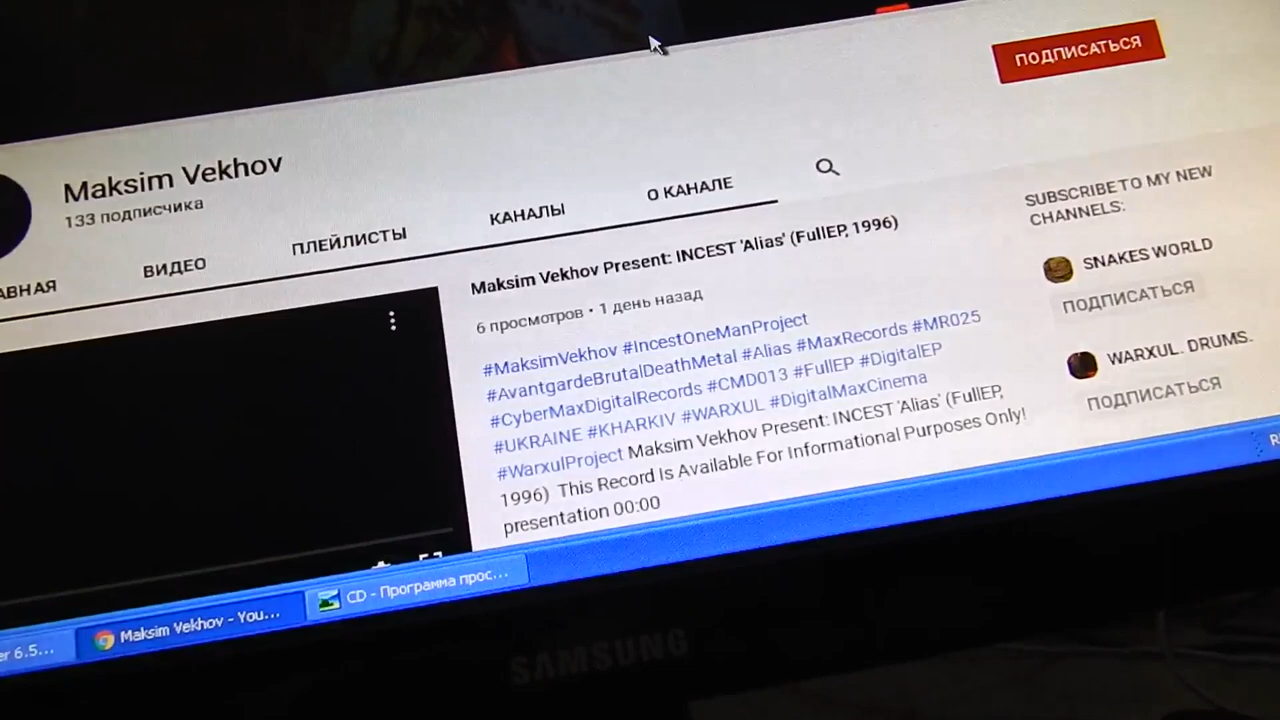 ПОДПИСАТЬСЯ
Maksim Vekhov
133 подписчика
АВНАЯ
ВИДЕО
ПЛЕЙЛИСТЫ
КАНАЛЫ
О КАНАЛЕ
Maksim Vekhov Present: INCEST 'Alias' (FullEP, 1996)
6 просмотров • 1 день назад
#MaksimVekhov #IncestOneManProject
#AvantgardeBrutalDeathMetal #Alias #MaxRecords #MR025
#CyberMaxDigitalRecords #CMD013 #FullEP #DigitalEP
#UKRAINE #KHARKIV #WARXUL #DigitalMaxCinema
#WarxulProject Maksim Vekhov Present: INCEST 'Alias' (FullEP,
1996) This Record Is Available For Informational Purposes Only!
presentation 00:00
SUBSCRIBE TO MY NEW
CHANNELS:
SNAKES WORLD
ПОДПИСАТЬСЯ
WARXUL. DRUMS.
ПОДПИСАТЬСЯ
er 6.5...
Maksim Vekhov - You...
CD - Программа прос...
R
SAMSUNG